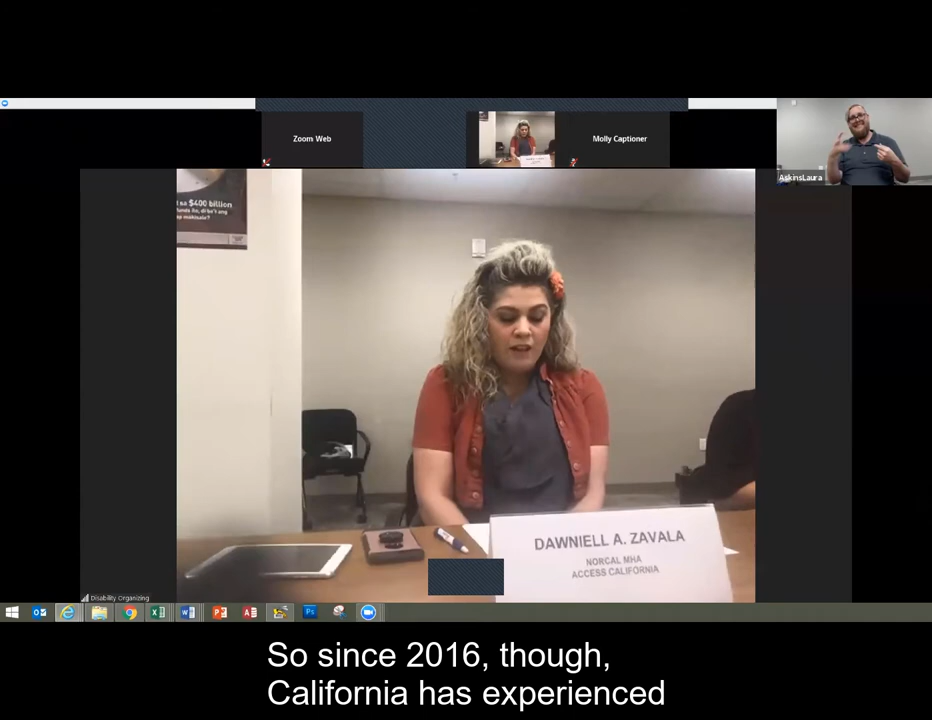 Zoom Web
Molly Captioner
AskinsLaura
sa $400 billion
DAWNIELL A. ZAVALA
NORCAL MHA
ACCESS CALIFORNIA
Disability Organizing
So since 2016, though,
California has experienced